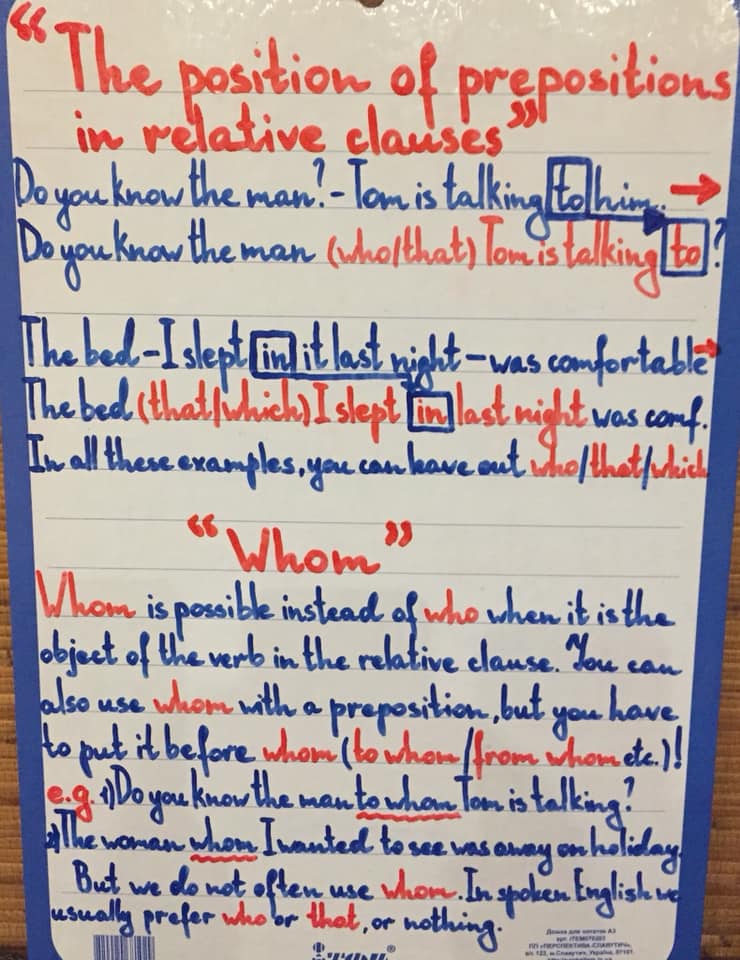 “The position of prepositions
in relative clauses”
Do you know the man? - Tom is talking to him. →
Do you know the man (who/that) Tom is talking to?
The bed - I slept in it last night - was comfortable →
The bed (that/which) I slept in last night was comf.
In all these examples, you can leave out who/that/which
“Whom”
Whom is possible instead of who when it is the
object of the verb in the relative clause. You can
also use whom with a preposition, but you have
to put it before whom (to whom/from whom etc.)!
e.g. 1) Do you know the man to whom Tom is talking?
2) The woman whom I wanted to see was away on holiday.
But we do not often use whom. In spoken English we
usually prefer who or that, or nothing.
Дошка для нотаток А3
ПП «ПЕРСПЕКТИВА-СЛАВУТИЧ»,
м.Славутич, Україна, 07101